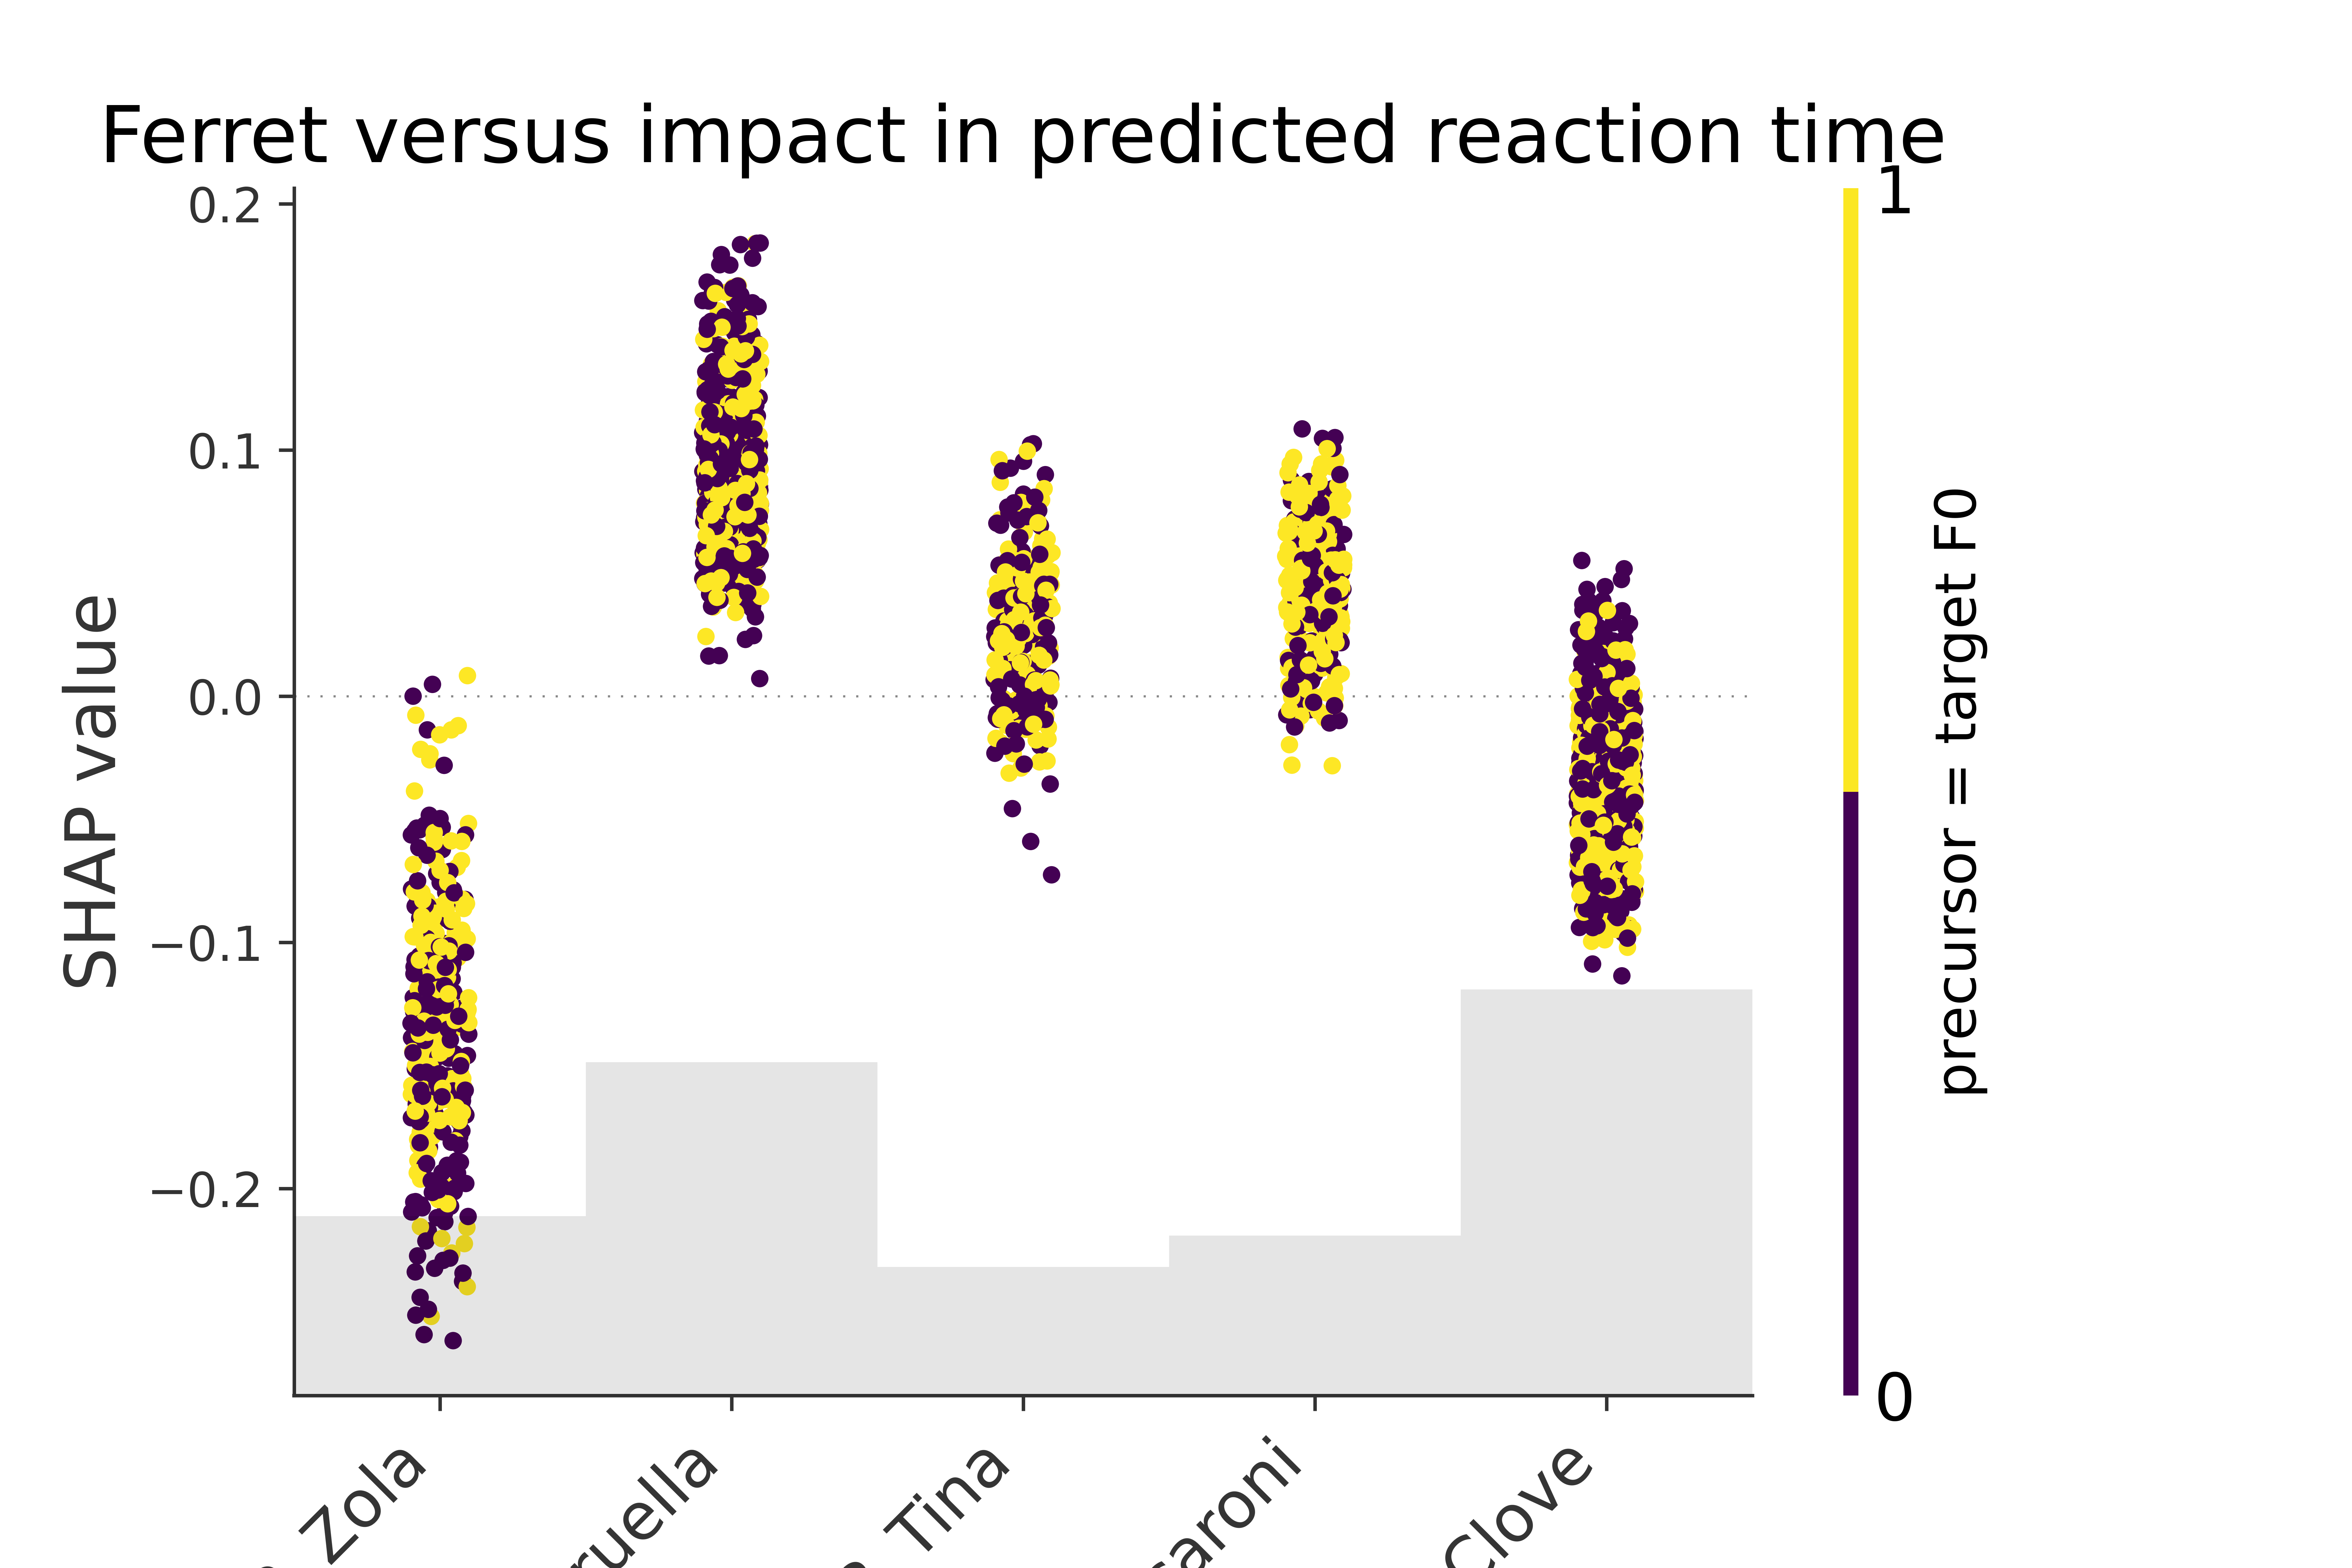 Ferret versus impact in predicted reaction time
SHAP value
0.2
0.1
0.0
−0.1
−0.2
Zola
ruella
Tina
aroni
Clove
1
0
precursor = target F0